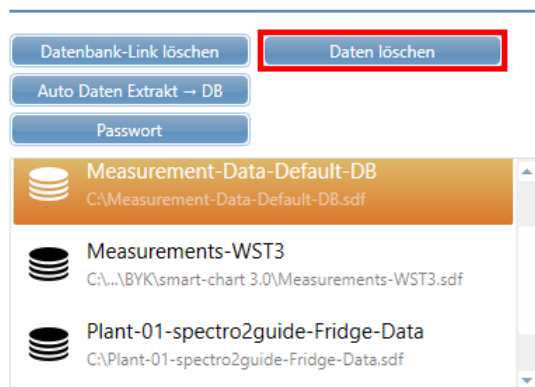 Datenbank-Link löschen
Daten löschen
Auto Daten Extrakt → DB
Passwort
Measurement-Data-Default-DB
C:\Measurement-Data-Default-DB.sdf
Measurements-WST3
C:\...\BYK\smart-chart 3.0\Measurements-WST3.sdf
Plant-01-spectro2guide-Fridge-Data
C:\Plant-01-spectro2guide-Fridge-Data.sdf